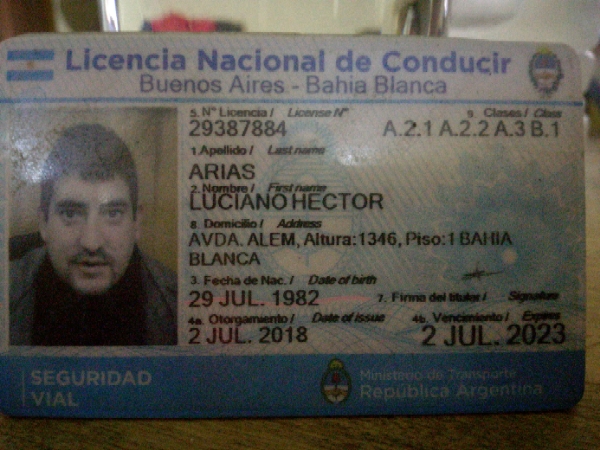 Licencia Nacional de Conducir
Buenos Aires - Bahia Blanca
5. Nº Licencia / License Nº 9. Clases / Class
29387884 A.2.1 A.2.2 A.3 B.1
1. Apellido / Last name
ARIAS
2. Nombre / First name
LUCIANO HECTOR
8. Domicilio / Address
AVDA. ALEM, Altura:1346, Piso:1 BAHIA
BLANCA
3. Fecha de Nac. / Date of birth
29 JUL. 1982 7. Firma del titular / Signature
4a. Otorgamiento / Date of issue 4b. Vencimiento / Expires
2 JUL. 2018 2 JUL. 2023
SEGURIDAD
VIAL
Ministerio de Transporte
República Argentina